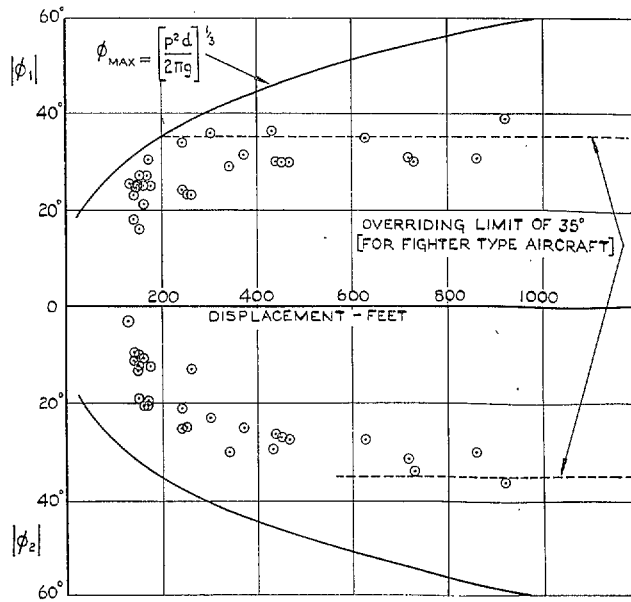 60°
ϕMAX = [p²d / 2πg]^⅓
|ϕ₁|
40°
20°
OVERRIDING LIMIT OF 35°
[FOR FIGHTER TYPE AIRCRAFT]
0
200 400 600 800 1000
DISPLACEMENT - FEET
20°
40°
|ϕ₂|
60°